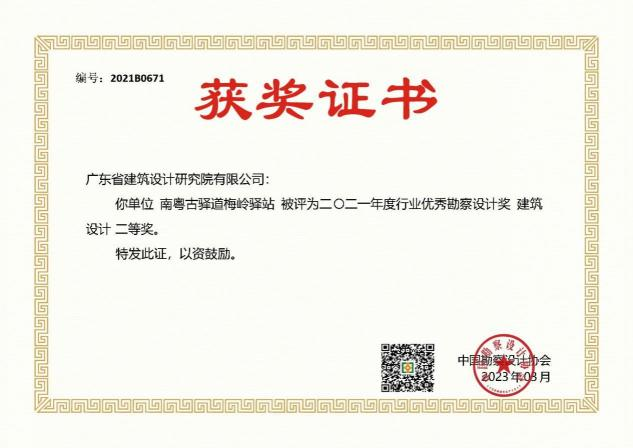 编号：2021B0671
获奖证书
广东省建筑设计研究院有限公司：
你单位 南粤古驿道梅岭驿站 被评为二〇二一年度行业优秀勘察设计奖 建筑
设计 二等奖。
特发此证，以资鼓励。
中国勘察设计协会
2023年03月